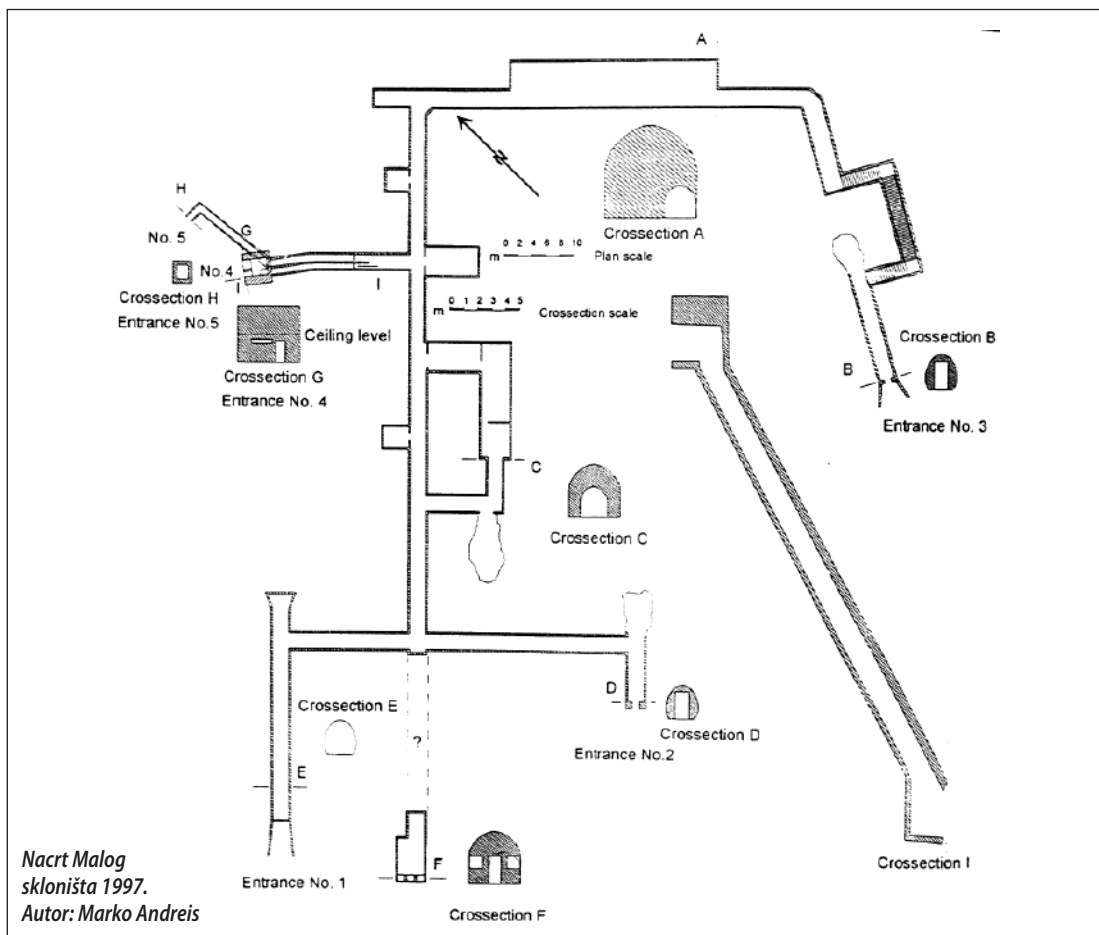 A
N
Crossection A
H
G
No. 5
No.4
I
I
Crossection H
Entrance No.5
Ceiling level
Crossection G
Entrance No. 4
0 2 4 6 8 10
m
Plan scale
0 1 2 3 4 5
m
Crossection scale
Crossection B
B
Entrance No. 3
C
Crossection C
D
Crossection D
Entrance No.2
Crossection E
E
?
F
Entrance No. 1
Crossection F
Crossection I
Nacrt Malog
skloništa 1997.
Autor: Marko Andreis